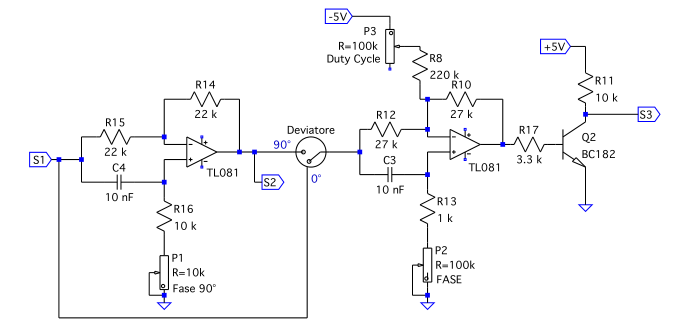 -5V
P3
R=100k
Duty Cycle
R8
220 k
+5V
R11
10 k
S3
R14
22 k
R15
22 k
C4
10 nF
-
+
+
-
TL081
S1
R16
10 k
P1
R=10k
Fase 90°
Deviatore
90°
0°
S2
R10
27 k
R12
27 k
C3
10 nF
-
+
+
-
TL081
R13
1 k
P2
R=100k
FASE
R17
3.3 k
Q2
BC182